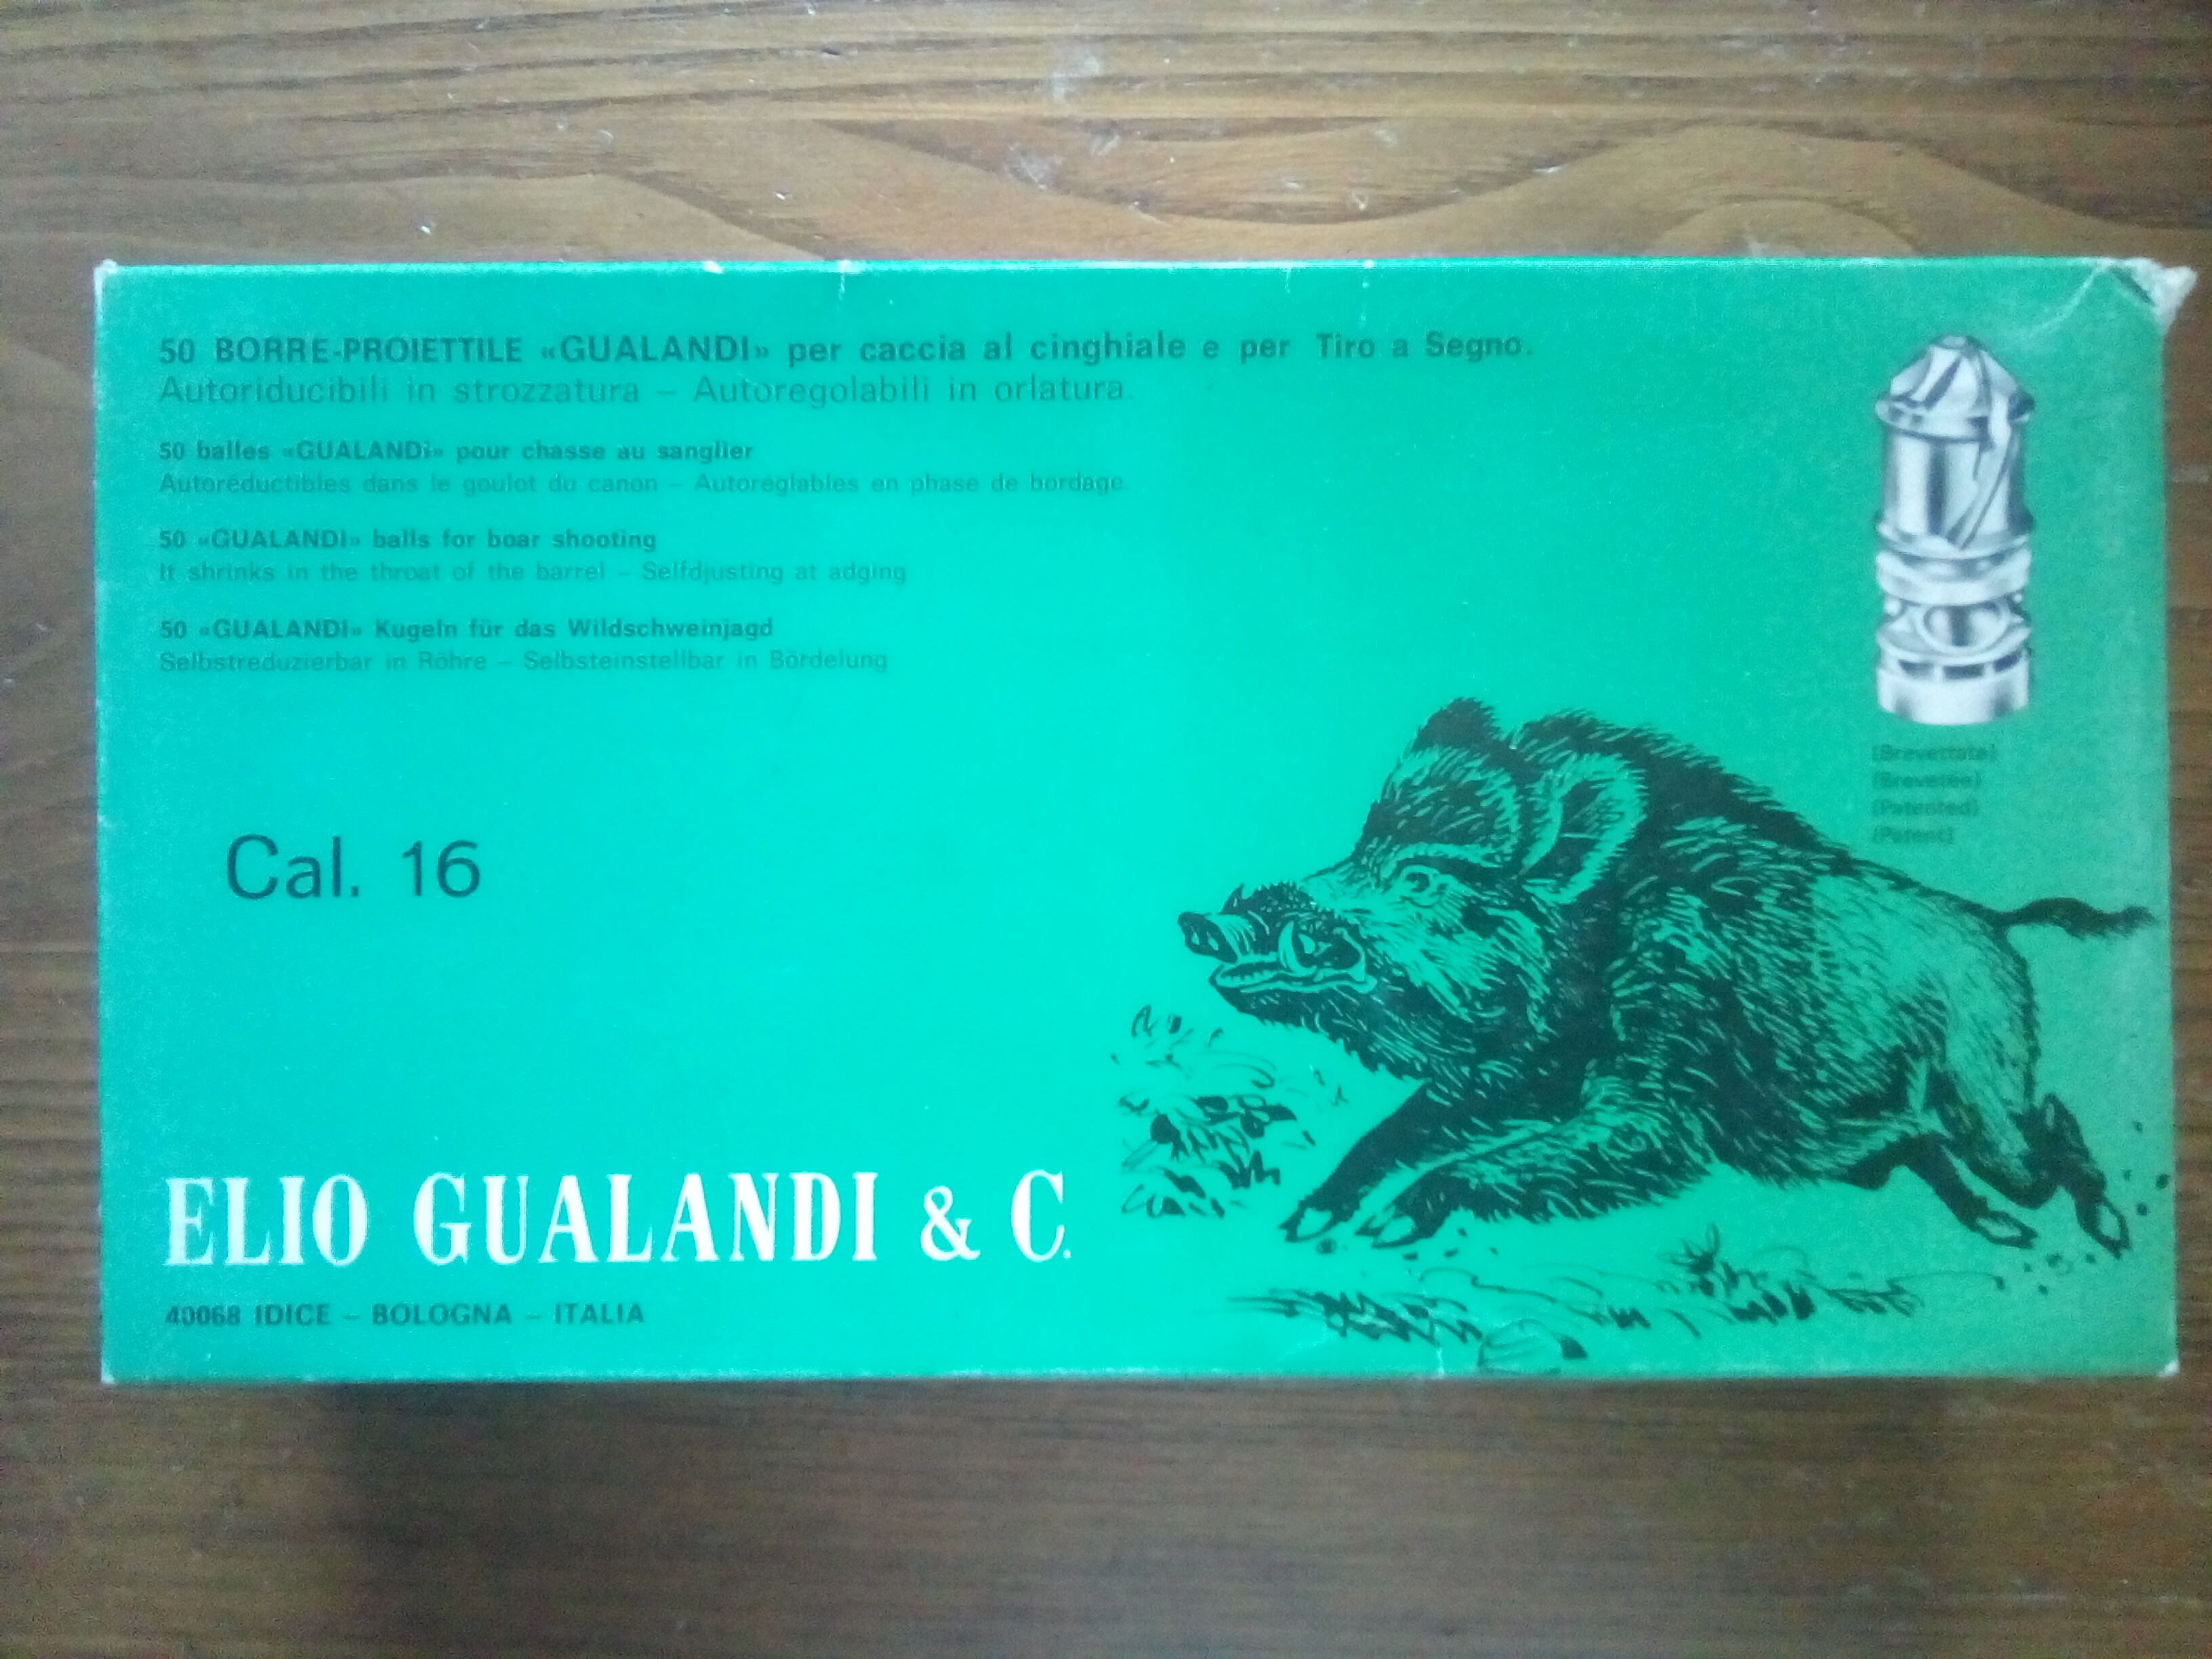 50 BORRE-PROIETTILE «GUALANDI» per caccia al cinghiale e per Tiro a Segno.
Autoriducibili in strozzatura – Autoregolabili in orlatura.
50 balles «GUALANDi» pour chasse au sanglier
Autoréductibles dans le goulot du canon – Autoréglables en phase de bordage.
50 «GUALANDI» balls for boar shooting
It shrinks in the throat of the barrel – Selfdjusting at adging
50 «GUALANDI» Kugeln für das Wildschweinjagd
Selbstreduzierbar in Röhre – Selbsteinstellbar in Bördelung
(Brevettate)
(Brevetée)
(Patented)
(Patent)
Cal. 16
ELIO GUALANDI & C.
40068 IDICE – BOLOGNA – ITALIA